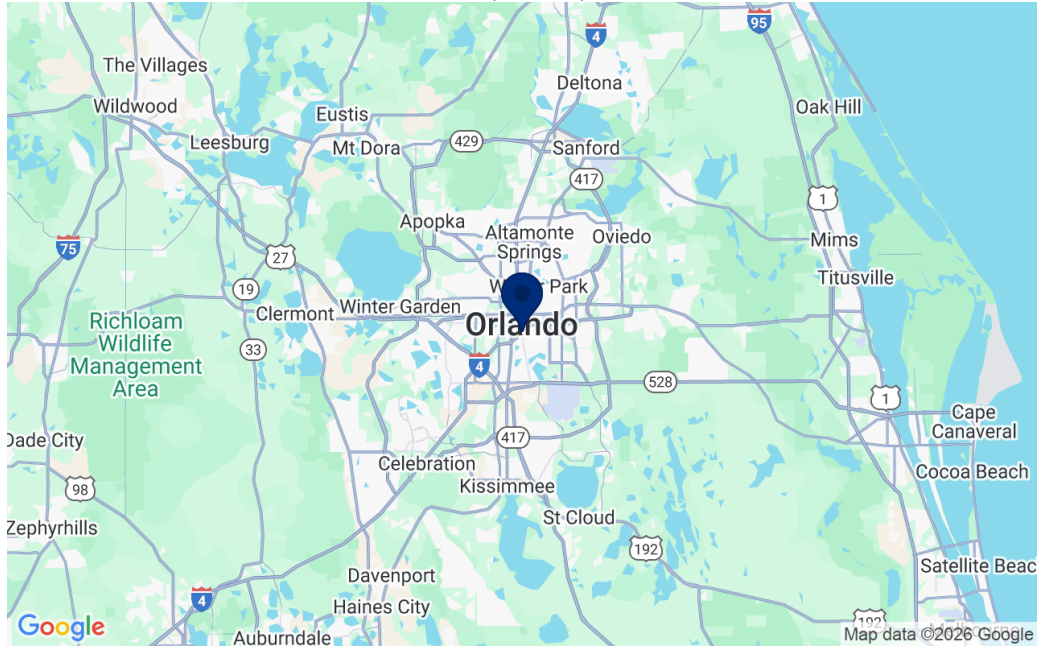 4
95
The Villages
Deltona
Wildwood
Oak Hill
Eustis
Leesburg
429
Mt Dora
Sanford
417
1
Apopka
Altamonte
Springs
Oviedo
Mims
75
27
Titusville
19
Park
Winter Garden
Clermont
Orlando
Richloam
Wildlife
Management
Area
33
4
528
1
Cape
Canaveral
Dade City
417
Celebration
Cocoa Beach
Kissimmee
98
St Cloud
Zephyrhills
192
Satellite Beac
Davenport
4
Haines City
192
Google
Auburndale
Map data ©2026 Google